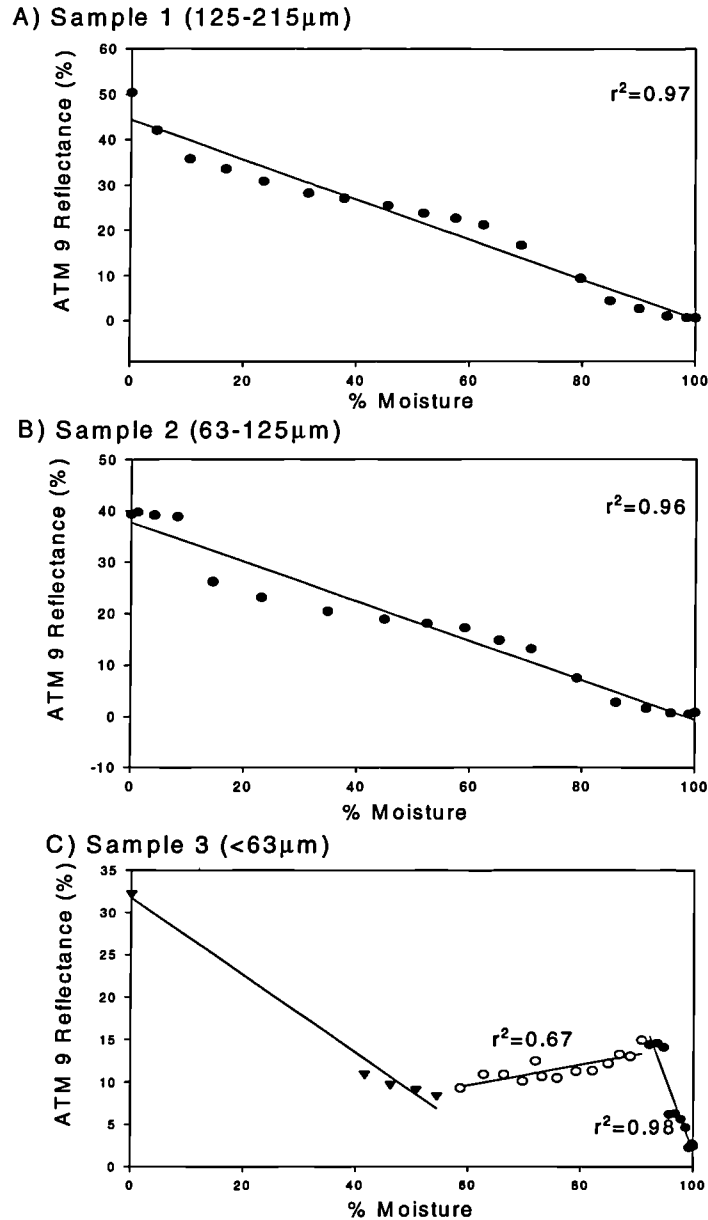 A) Sample 1 (125-215μm)
ATM 9 Reflectance (%)
60
50
40
30
20
10
0
r²=0.97
0 20 40 60 80 100
% Moisture
B) Sample 2 (63-125μm)
ATM 9 Reflectance (%)
50
40
30
20
10
0
-10
r²=0.96
0 20 40 60 80 100
% Moisture
C) Sample 3 (<63μm)
ATM 9 Reflectance (%)
35
30
25
20
15
10
5
0
r²=0.67
r²=0.98
0 20 40 60 80 100
% Moisture